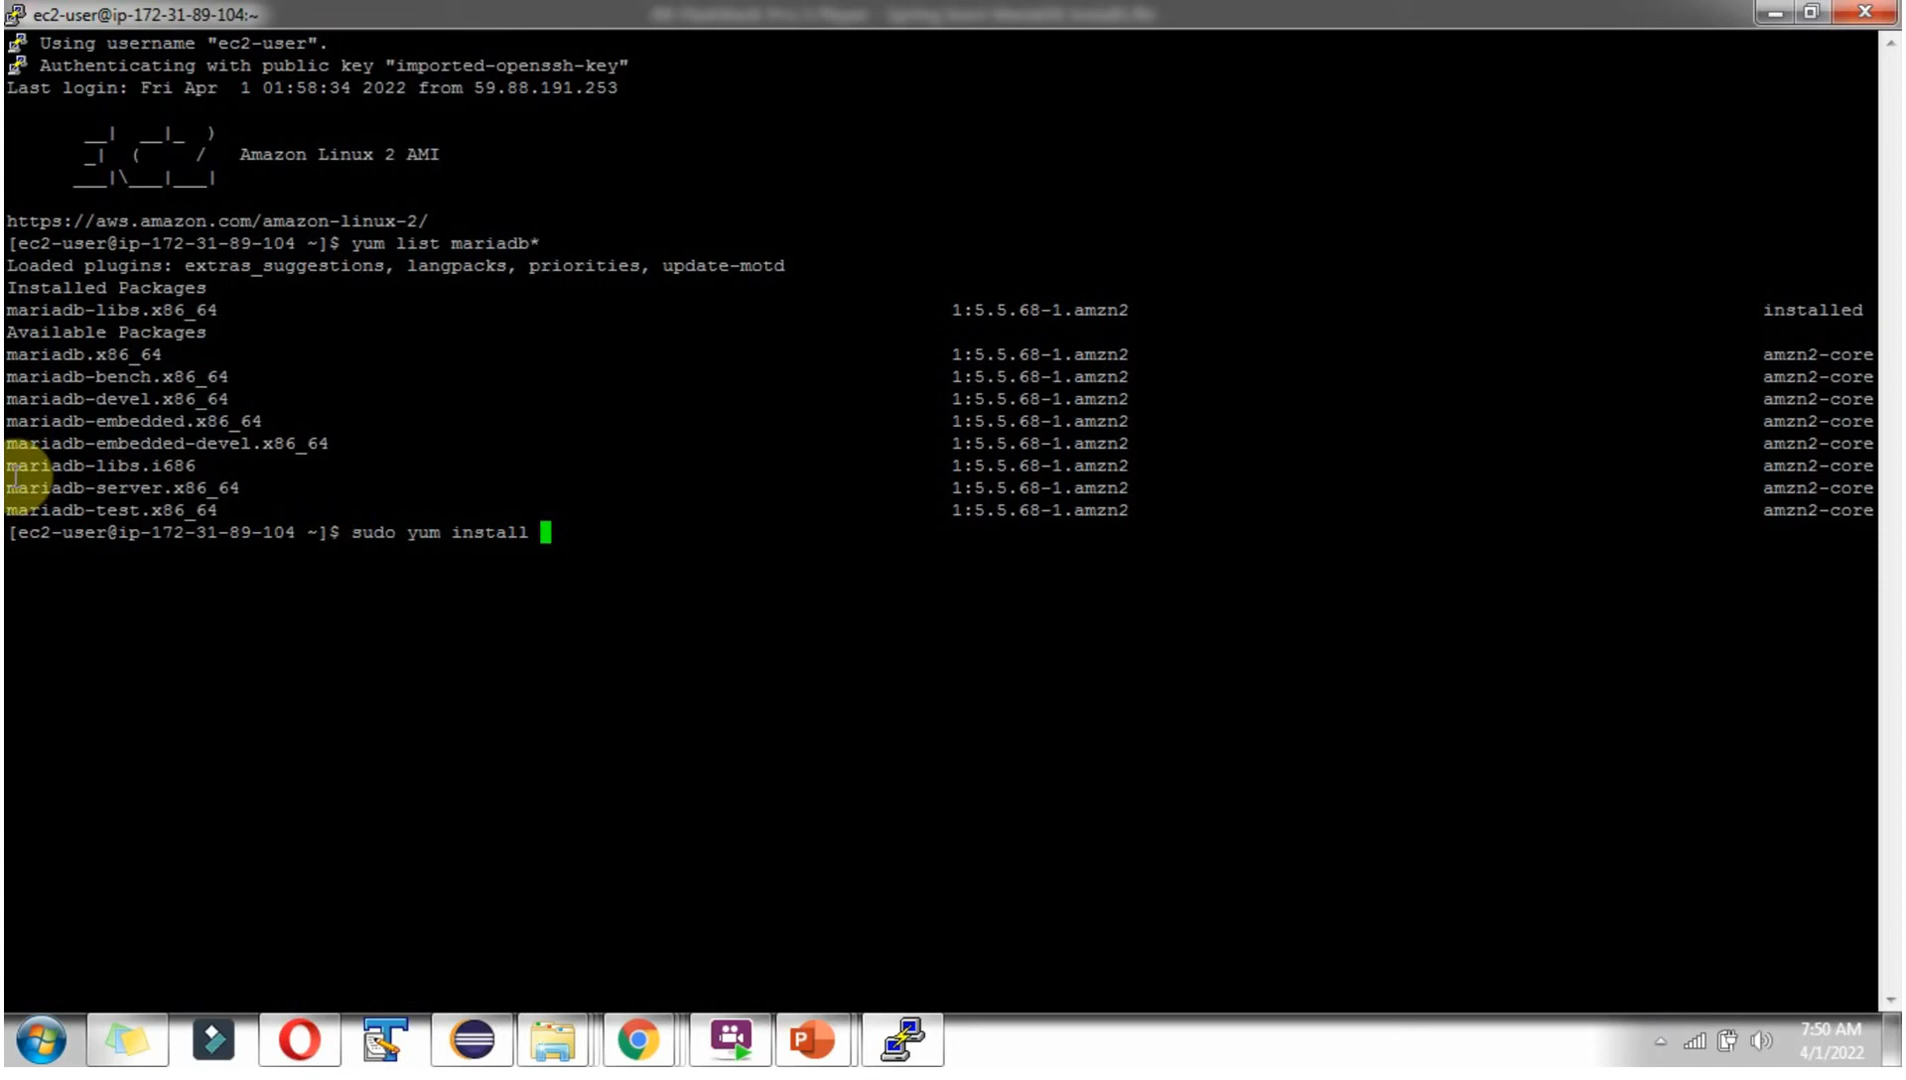 ec2-user@ip-172-31-89-104:~
Using username "ec2-user".
Authenticating with public key "imported-openssh-key"
Last login: Fri Apr  1 01:58:34 2022 from 59.88.191.253
__|  __|_  )
_|  (     /   Amazon Linux 2 AMI
___|\___|___|
https://aws.amazon.com/amazon-linux-2/
[ec2-user@ip-172-31-89-104 ~]$ yum list mariadb*
Loaded plugins: extras_suggestions, langpacks, priorities, update-motd
Installed Packages
mariadb-libs.x86_64 1:5.5.68-1.amzn2 installed
Available Packages
mariadb.x86_64 1:5.5.68-1.amzn2 amzn2-core
mariadb-bench.x86_64 1:5.5.68-1.amzn2 amzn2-core
mariadb-devel.x86_64 1:5.5.68-1.amzn2 amzn2-core
mariadb-embedded.x86_64 1:5.5.68-1.amzn2 amzn2-core
mariadb-embedded-devel.x86_64 1:5.5.68-1.amzn2 amzn2-core
mariadb-libs.i686 1:5.5.68-1.amzn2 amzn2-core
mariadb-server.x86_64 1:5.5.68-1.amzn2 amzn2-core
mariadb-test.x86_64 1:5.5.68-1.amzn2 amzn2-core
[ec2-user@ip-172-31-89-104 ~]$ sudo yum install
7:50 AM
4/1/2022